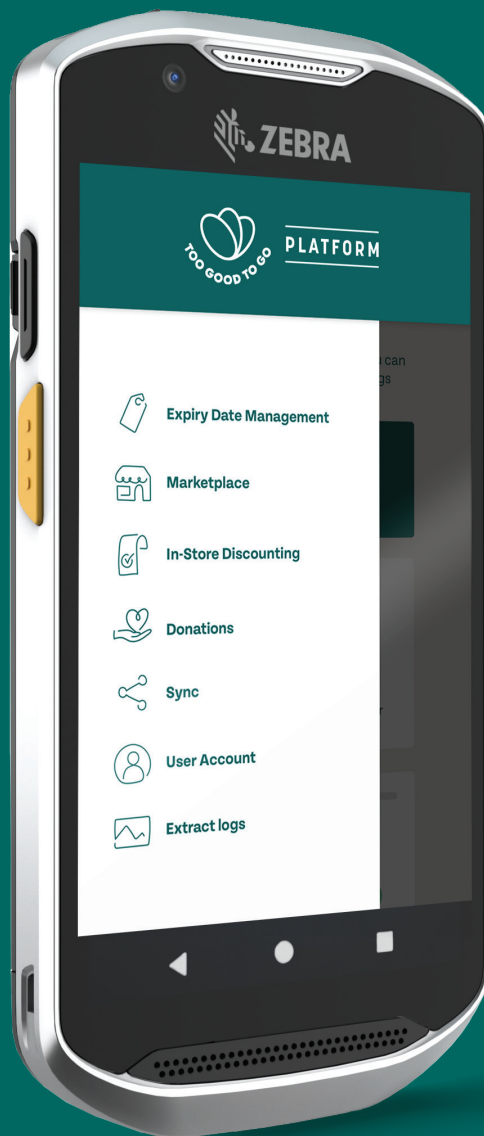 ZEBRA
TOO GOOD TO GO
PLATFORM
can
Expiry Date Management
Marketplace
In-Store Discounting
Donations
Sync
User Account
Extract logs